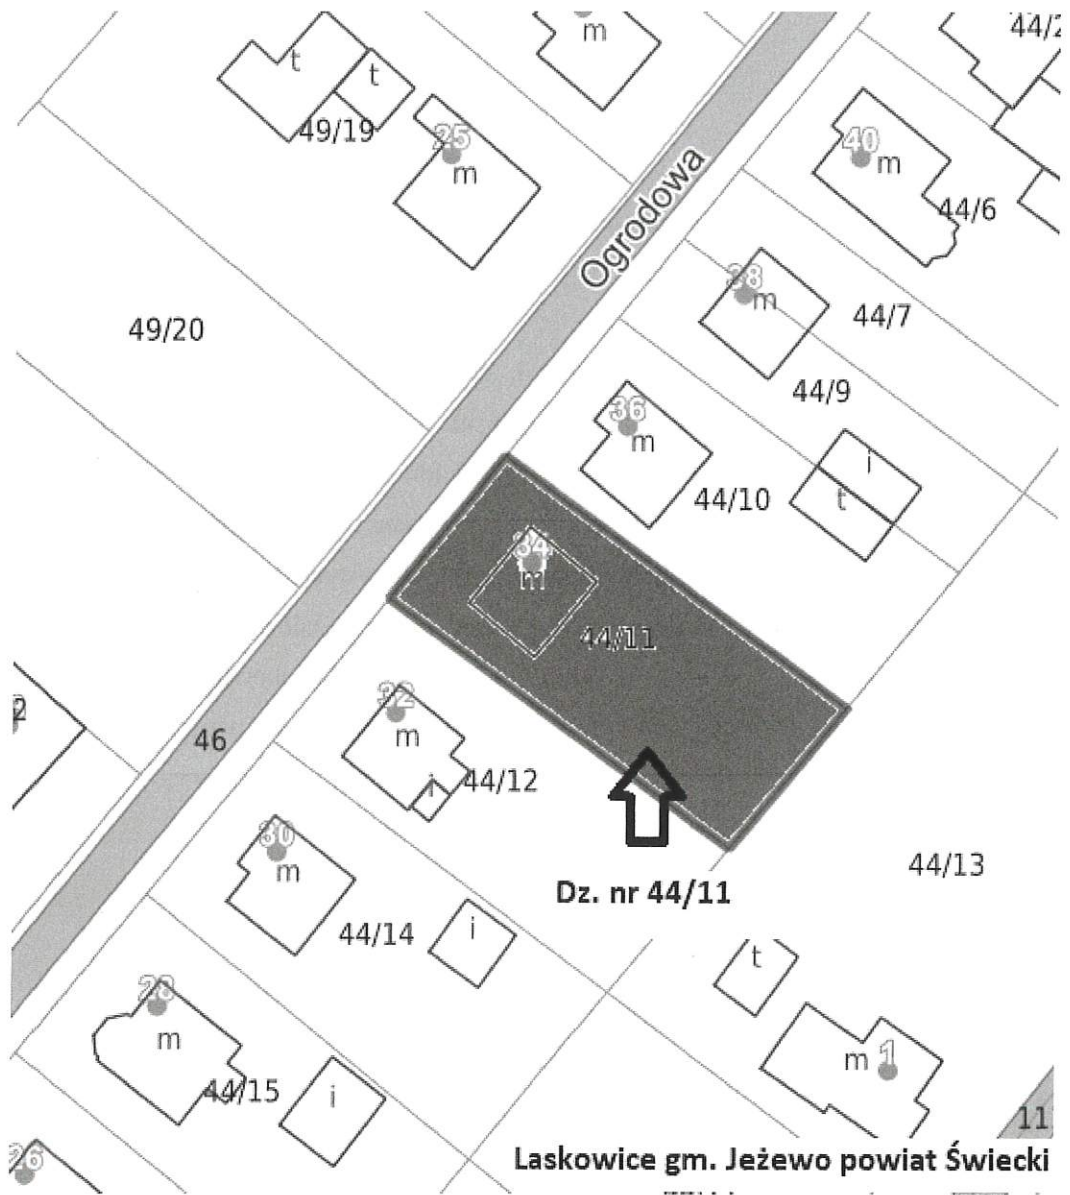 m
44/2
t
t
49/19
25
m
40
m
44/6
Ogrodowa
38
m
44/7
49/20
44/9
36
m
i
t
44/10
34
m
44/11
32
m
i
44/12
46
30
m
44/13
Dz. nr 44/11
44/14
i
t
28
m
m
1
44/15
i
11
26
Laskowice gm. Jeżewo powiat Świecki